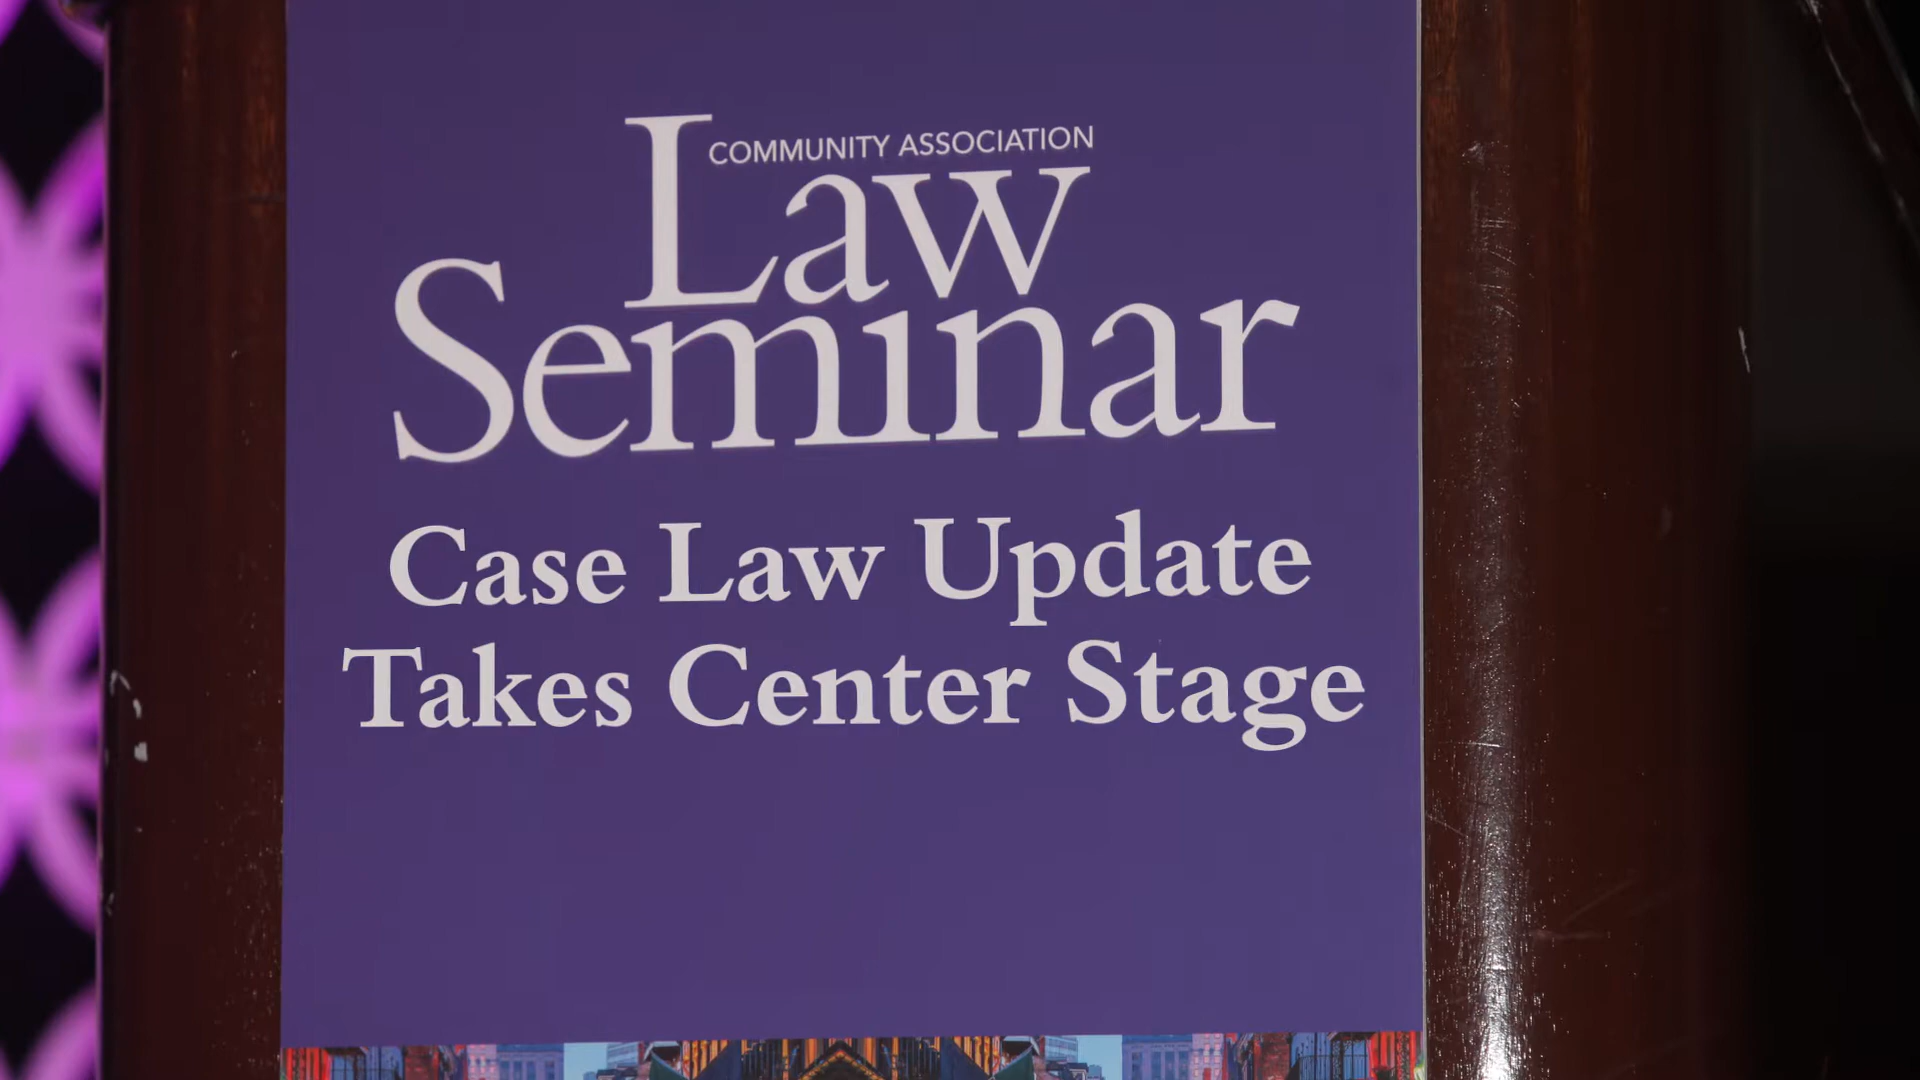 COMMUNITY ASSOCIATION
Law
Seminar
Case Law Update
Takes Center Stage